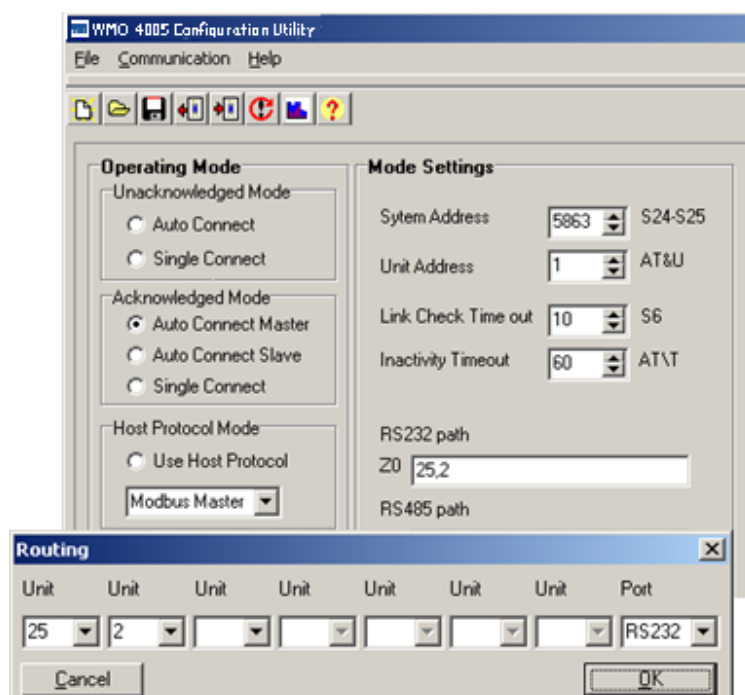 WMO 4005 Configuration Utility
File Communication Help
Operating Mode
Unacknowledged Mode
Auto Connect
Single Connect
Acknowledged Mode
Auto Connect Master
Auto Connect Slave
Single Connect
Host Protocol Mode
Use Host Protocol
Modbus Master
Mode Settings
Sytem Address 5863 S24-S25
Unit Address 1 AT&U
Link Check Time out 10 S6
Inactivity Timeout 60 AT\T
RS232 path
Z0 25,2
RS485 path
Routing
Unit Unit Unit Unit Unit Unit Unit Port
25 2 RS232
Cancel OK